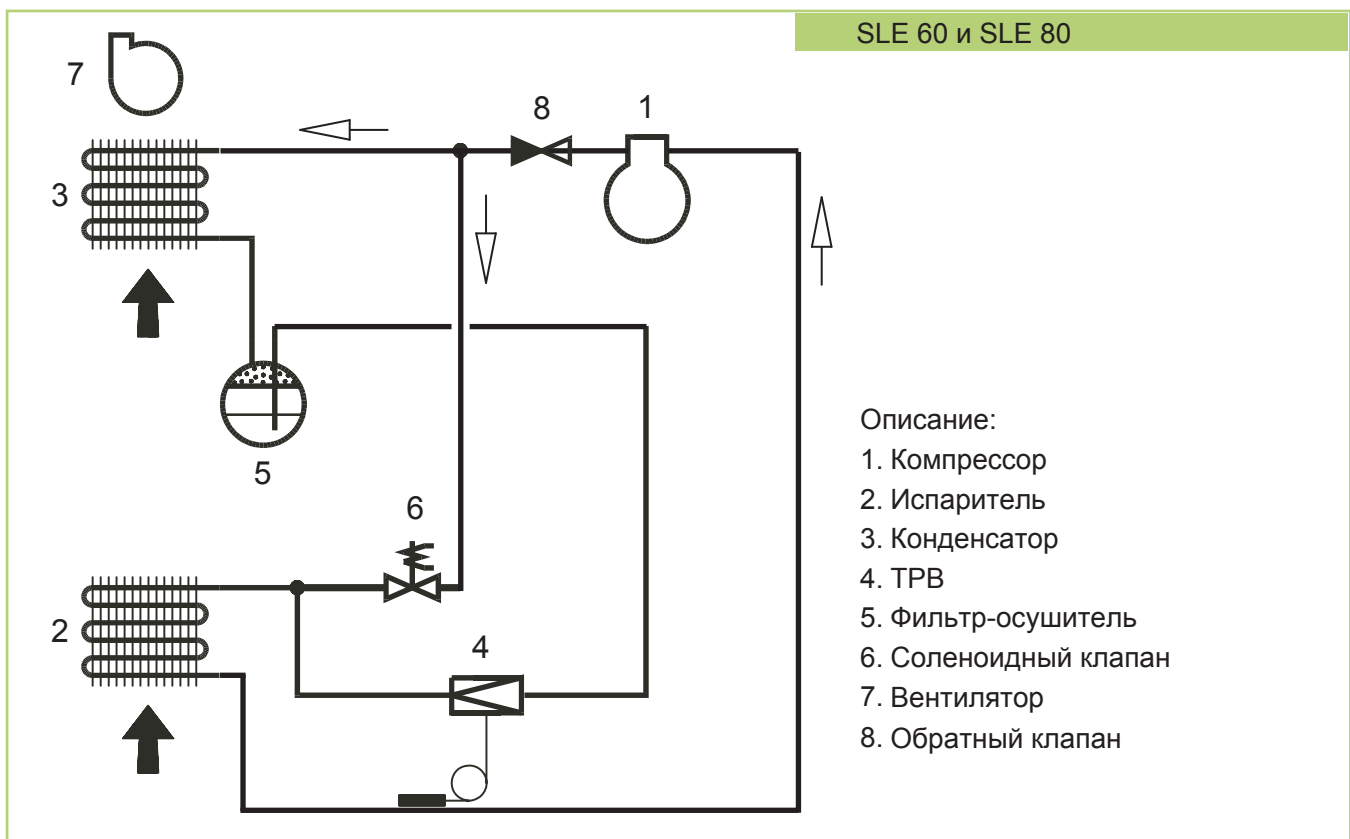 SLE 60 и SLE 80
7
8
1
3
5
6
2
4
Описание:
1. Компрессор
2. Испаритель
3. Конденсатор
4. ТРВ
5. Фильтр-осушитель
6. Соленоидный клапан
7. Вентилятор
8. Обратный клапан